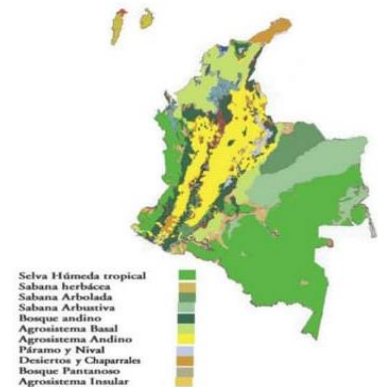 Selva Húmeda tropical
Sabana herbácea
Sabana Arbolada
Sabana Arbustiva
Bosque andino
Agrosistema Basal
Agrosistema Andino
Páramo y Nival
Desiertos y Chaparrales
Bosque Pantanoso
Agrosistema Insular